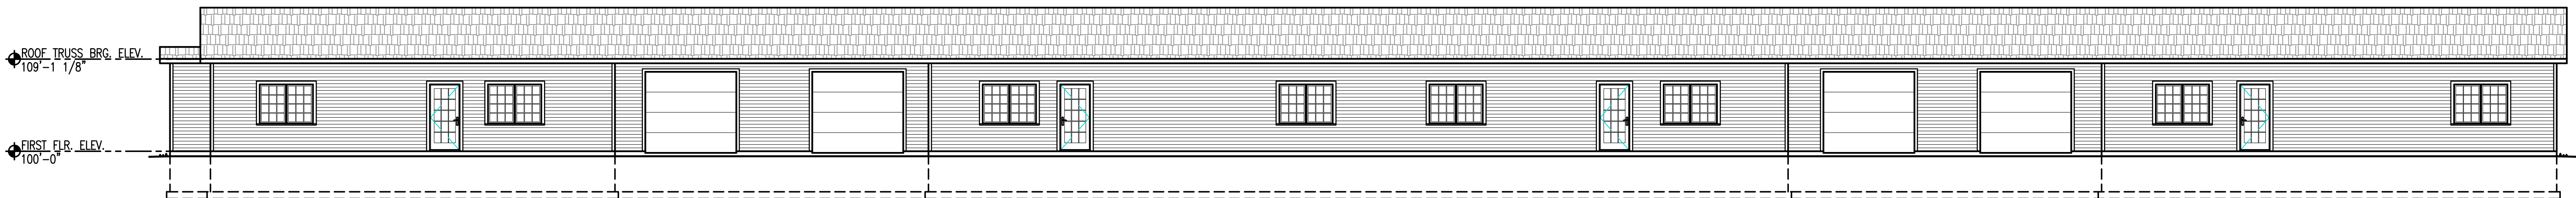 ROOF TRUSS BRG. ELEV.
109'-1 1/8"
FIRST FLR. ELEV.
100'-0"